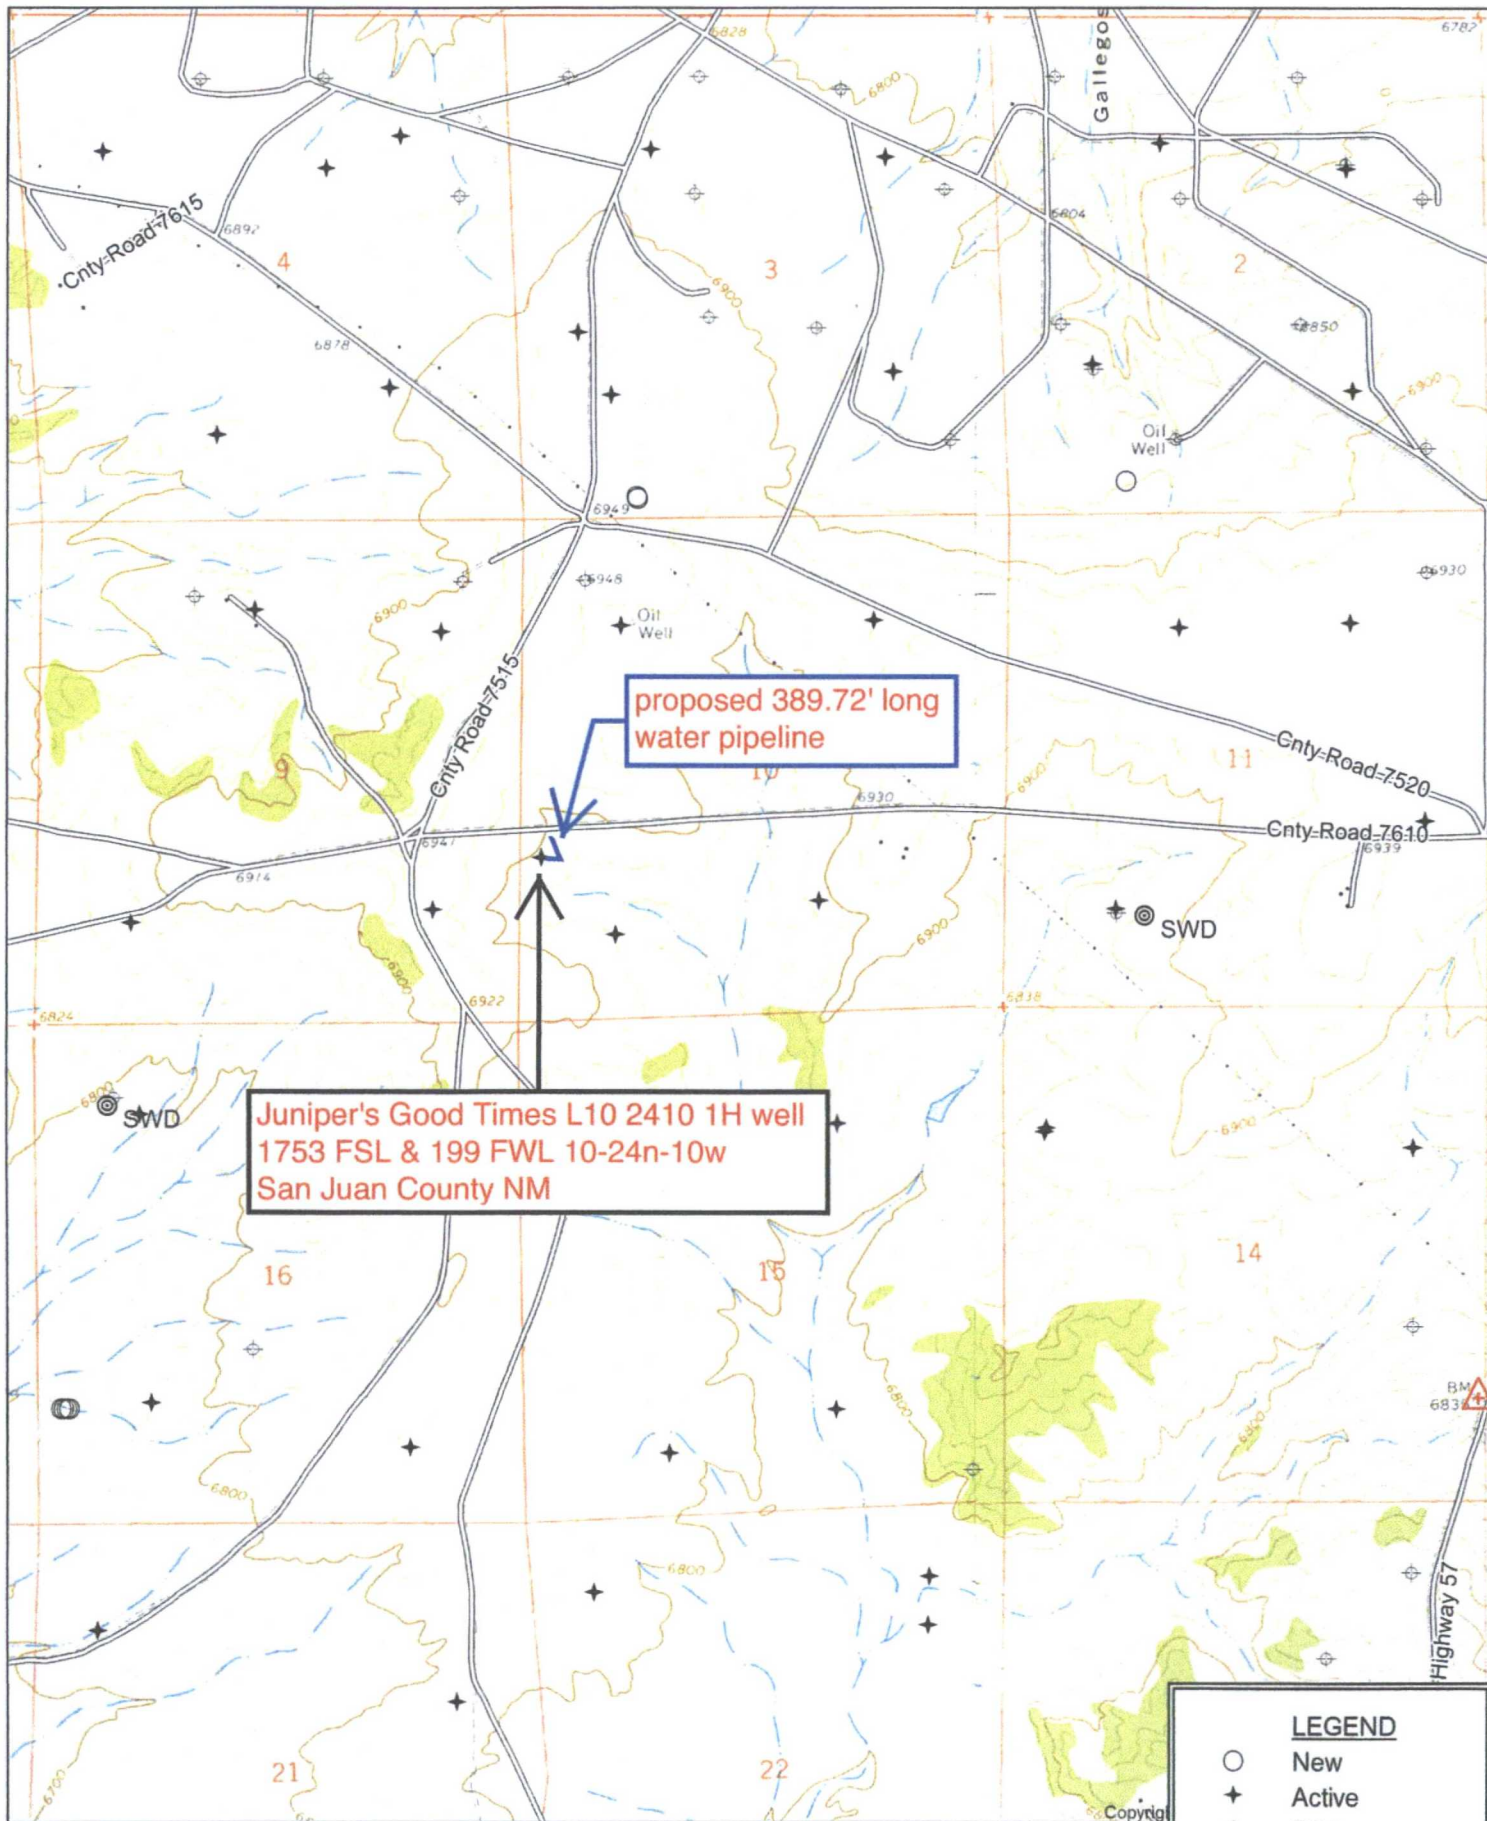 6828
6782
6800
Gallegos
Cnty Road 7615
6892
4
3
6804
2
6900
6850
6878
6900
Oil
Well
6949
6948
6930
6900
Oil
Well
Cnty Road 7515
proposed 389.72' long
water pipeline
9
10
11
6900
Cnty Road 7520
6930
Cnty Road 7610
6947
6939
6914
SWD
6900
6900
6922
6838
6824
6800
SWD
Juniper's Good Times L10 2410 1H well
1753 FSL & 199 FWL 10-24n-10w
San Juan County NM
6900
16
15
14
BM
6800
6800
6800
6800
Highway 57
LEGEND
New
Active
21
22
6700
Copyrigt